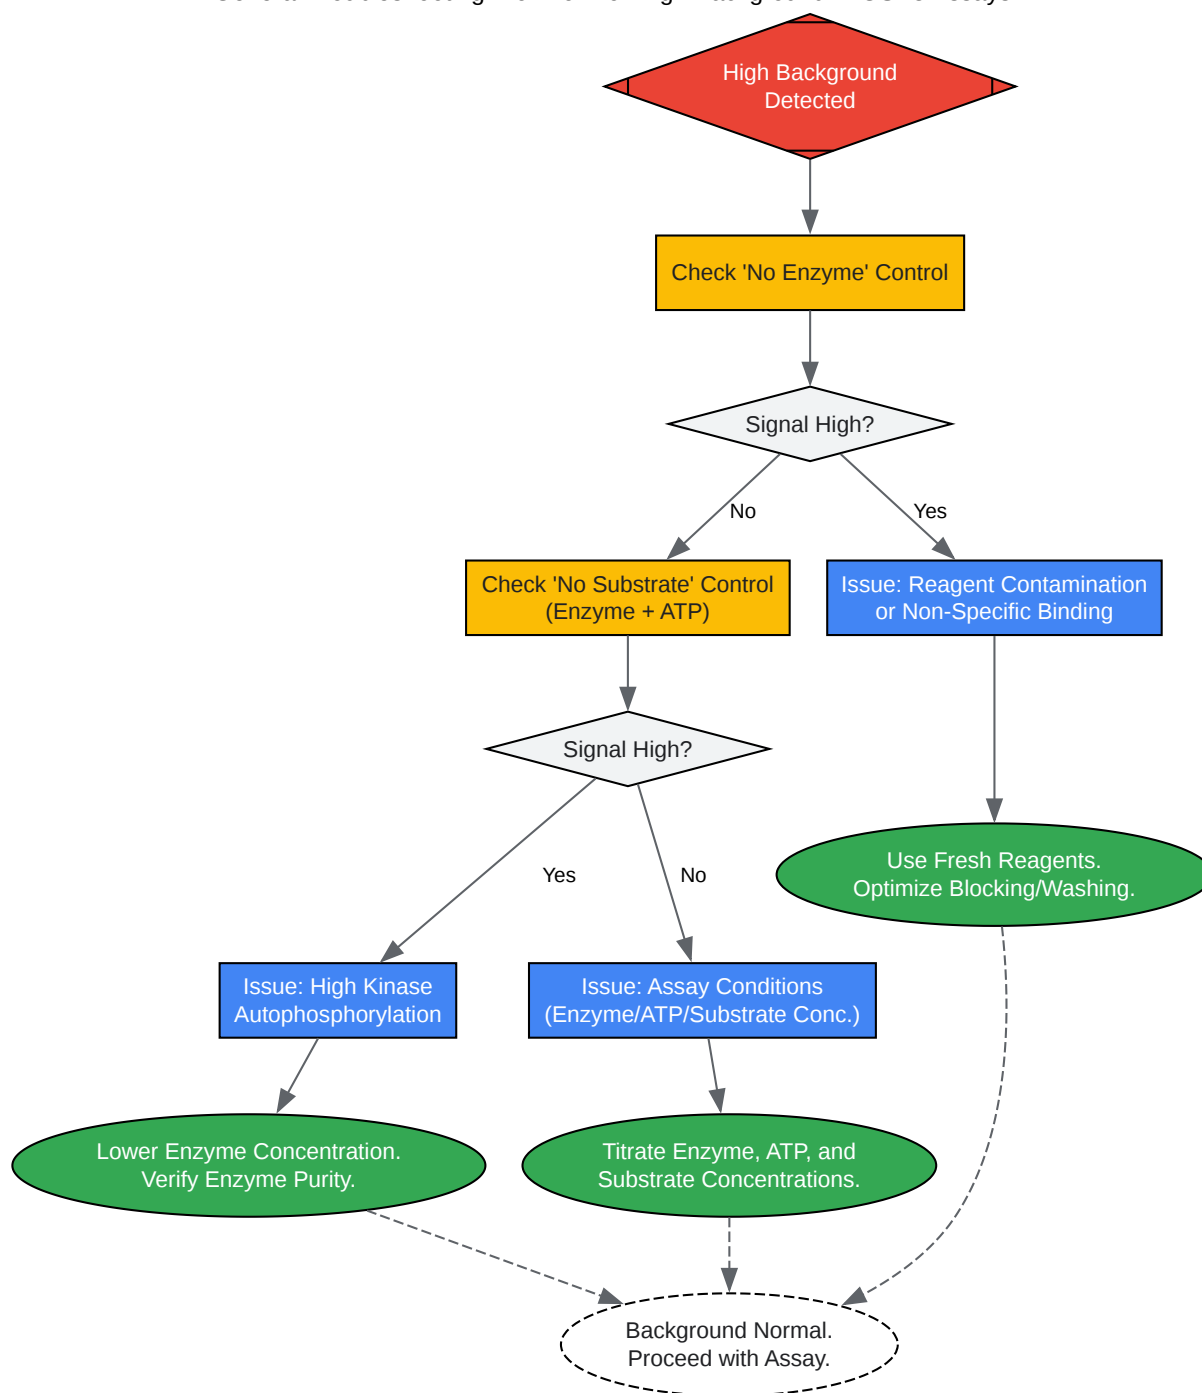 High Background
Detected
Check 'No Enzyme' Control
Signal High?
No
Yes
Check 'No Substrate' Control
(Enzyme + ATP)
Issue: Reagent Contamination
or Non-Specific Binding
Signal High?
Yes
No
Use Fresh Reagents.
Optimize Blocking/Washing.
Issue: High Kinase
Autophosphorylation
Issue: Assay Conditions
(Enzyme/ATP/Substrate Conc.)
Lower Enzyme Concentration.
Verify Enzyme Purity.
Titrate Enzyme, ATP, and
Substrate Concentrations.
Background Normal.
Proceed with Assay.